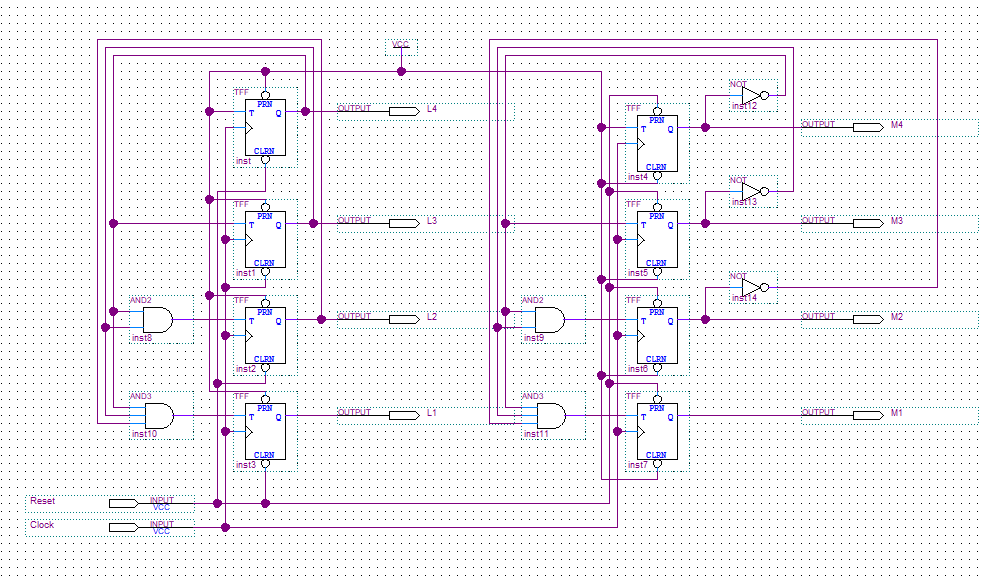 VCC
TFF
PRN
T
Q
CLRN
inst
OUTPUT
L4
TFF
PRN
T
Q
CLRN
inst1
OUTPUT
L3
AND2
inst8
TFF
PRN
T
Q
CLRN
inst2
OUTPUT
L2
AND3
inst10
TFF
PRN
T
Q
CLRN
inst3
OUTPUT
L1
TFF
PRN
T
Q
CLRN
inst4
NOT
inst12
OUTPUT
M4
TFF
PRN
T
Q
CLRN
inst5
NOT
inst13
OUTPUT
M3
AND2
inst9
TFF
PRN
T
Q
CLRN
inst6
NOT
inst14
OUTPUT
M2
AND3
inst11
TFF
PRN
T
Q
CLRN
inst7
OUTPUT
M1
Reset
INPUT
VCC
Clock
INPUT
VCC